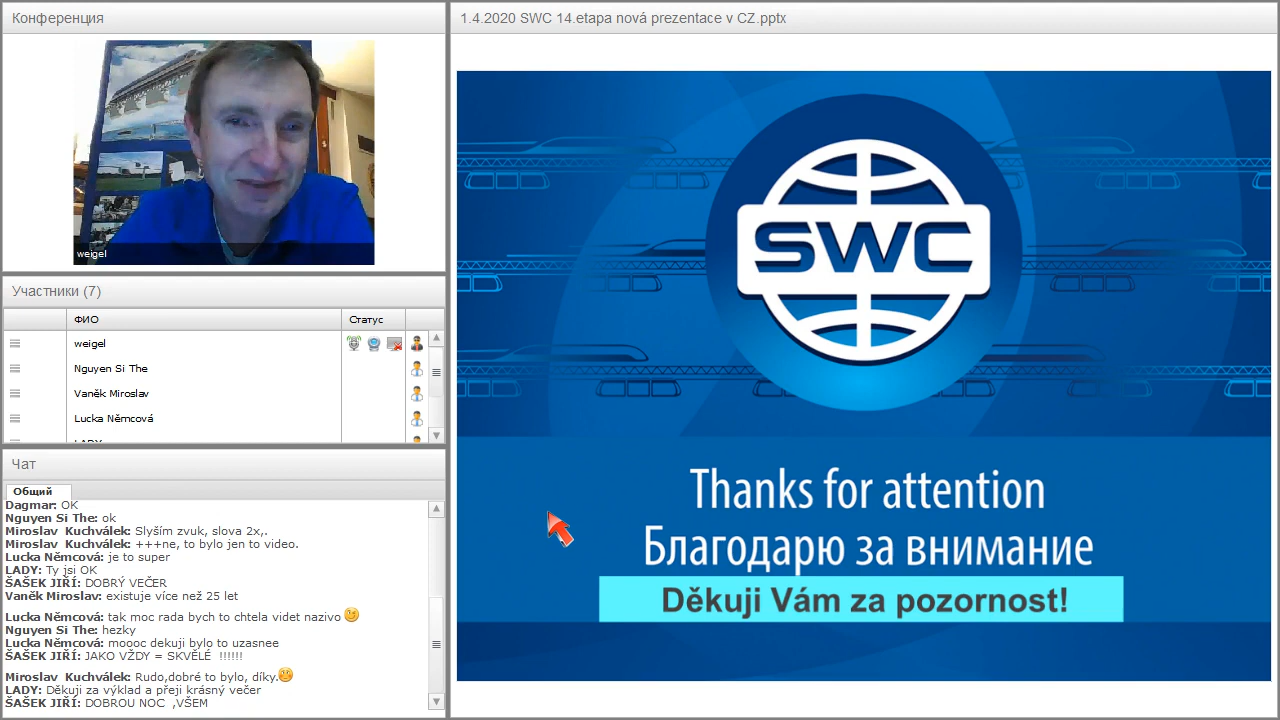 Конференция
weigel
Участники (7)
ФИО
Статус
weigel
Nguyen Si The
Vaněk Miroslav
Lucka Němcová
LADY
Чат
Общий
Dagmar: OK
Nguyen Si The: ok
Miroslav Kuchválek: Slyším zvuk, slova 2x,.
Miroslav Kuchválek: +++ne, to bylo jen to video.
Lucka Němcová: je to super
LADY: Ty jsi OK
ŠAŠEK JIŘÍ: DOBRÝ VEČER
Vaněk Miroslav: existuje více než 25 let
Lucka Němcová: tak moc rada bych to chtela videt nazivo
Nguyen Si The: hezky
Lucka Němcová: moooc dekuji bylo to uzasnee
ŠAŠEK JIŘÍ: JAKO VŽDY = SKVĚLÉ !!!!!!
Miroslav Kuchválek: Rudo,dobré to bylo, díky.
LADY: Děkuji za výklad a přeji krásný večer
ŠAŠEK JIŘÍ: DOBROU NOC ,VŠEM
1.4.2020 SWC 14.etapa nová prezentace v CZ.pptx
SWC
Thanks for attention
Благодарю за внимание
Děkuji Vám za pozornost!